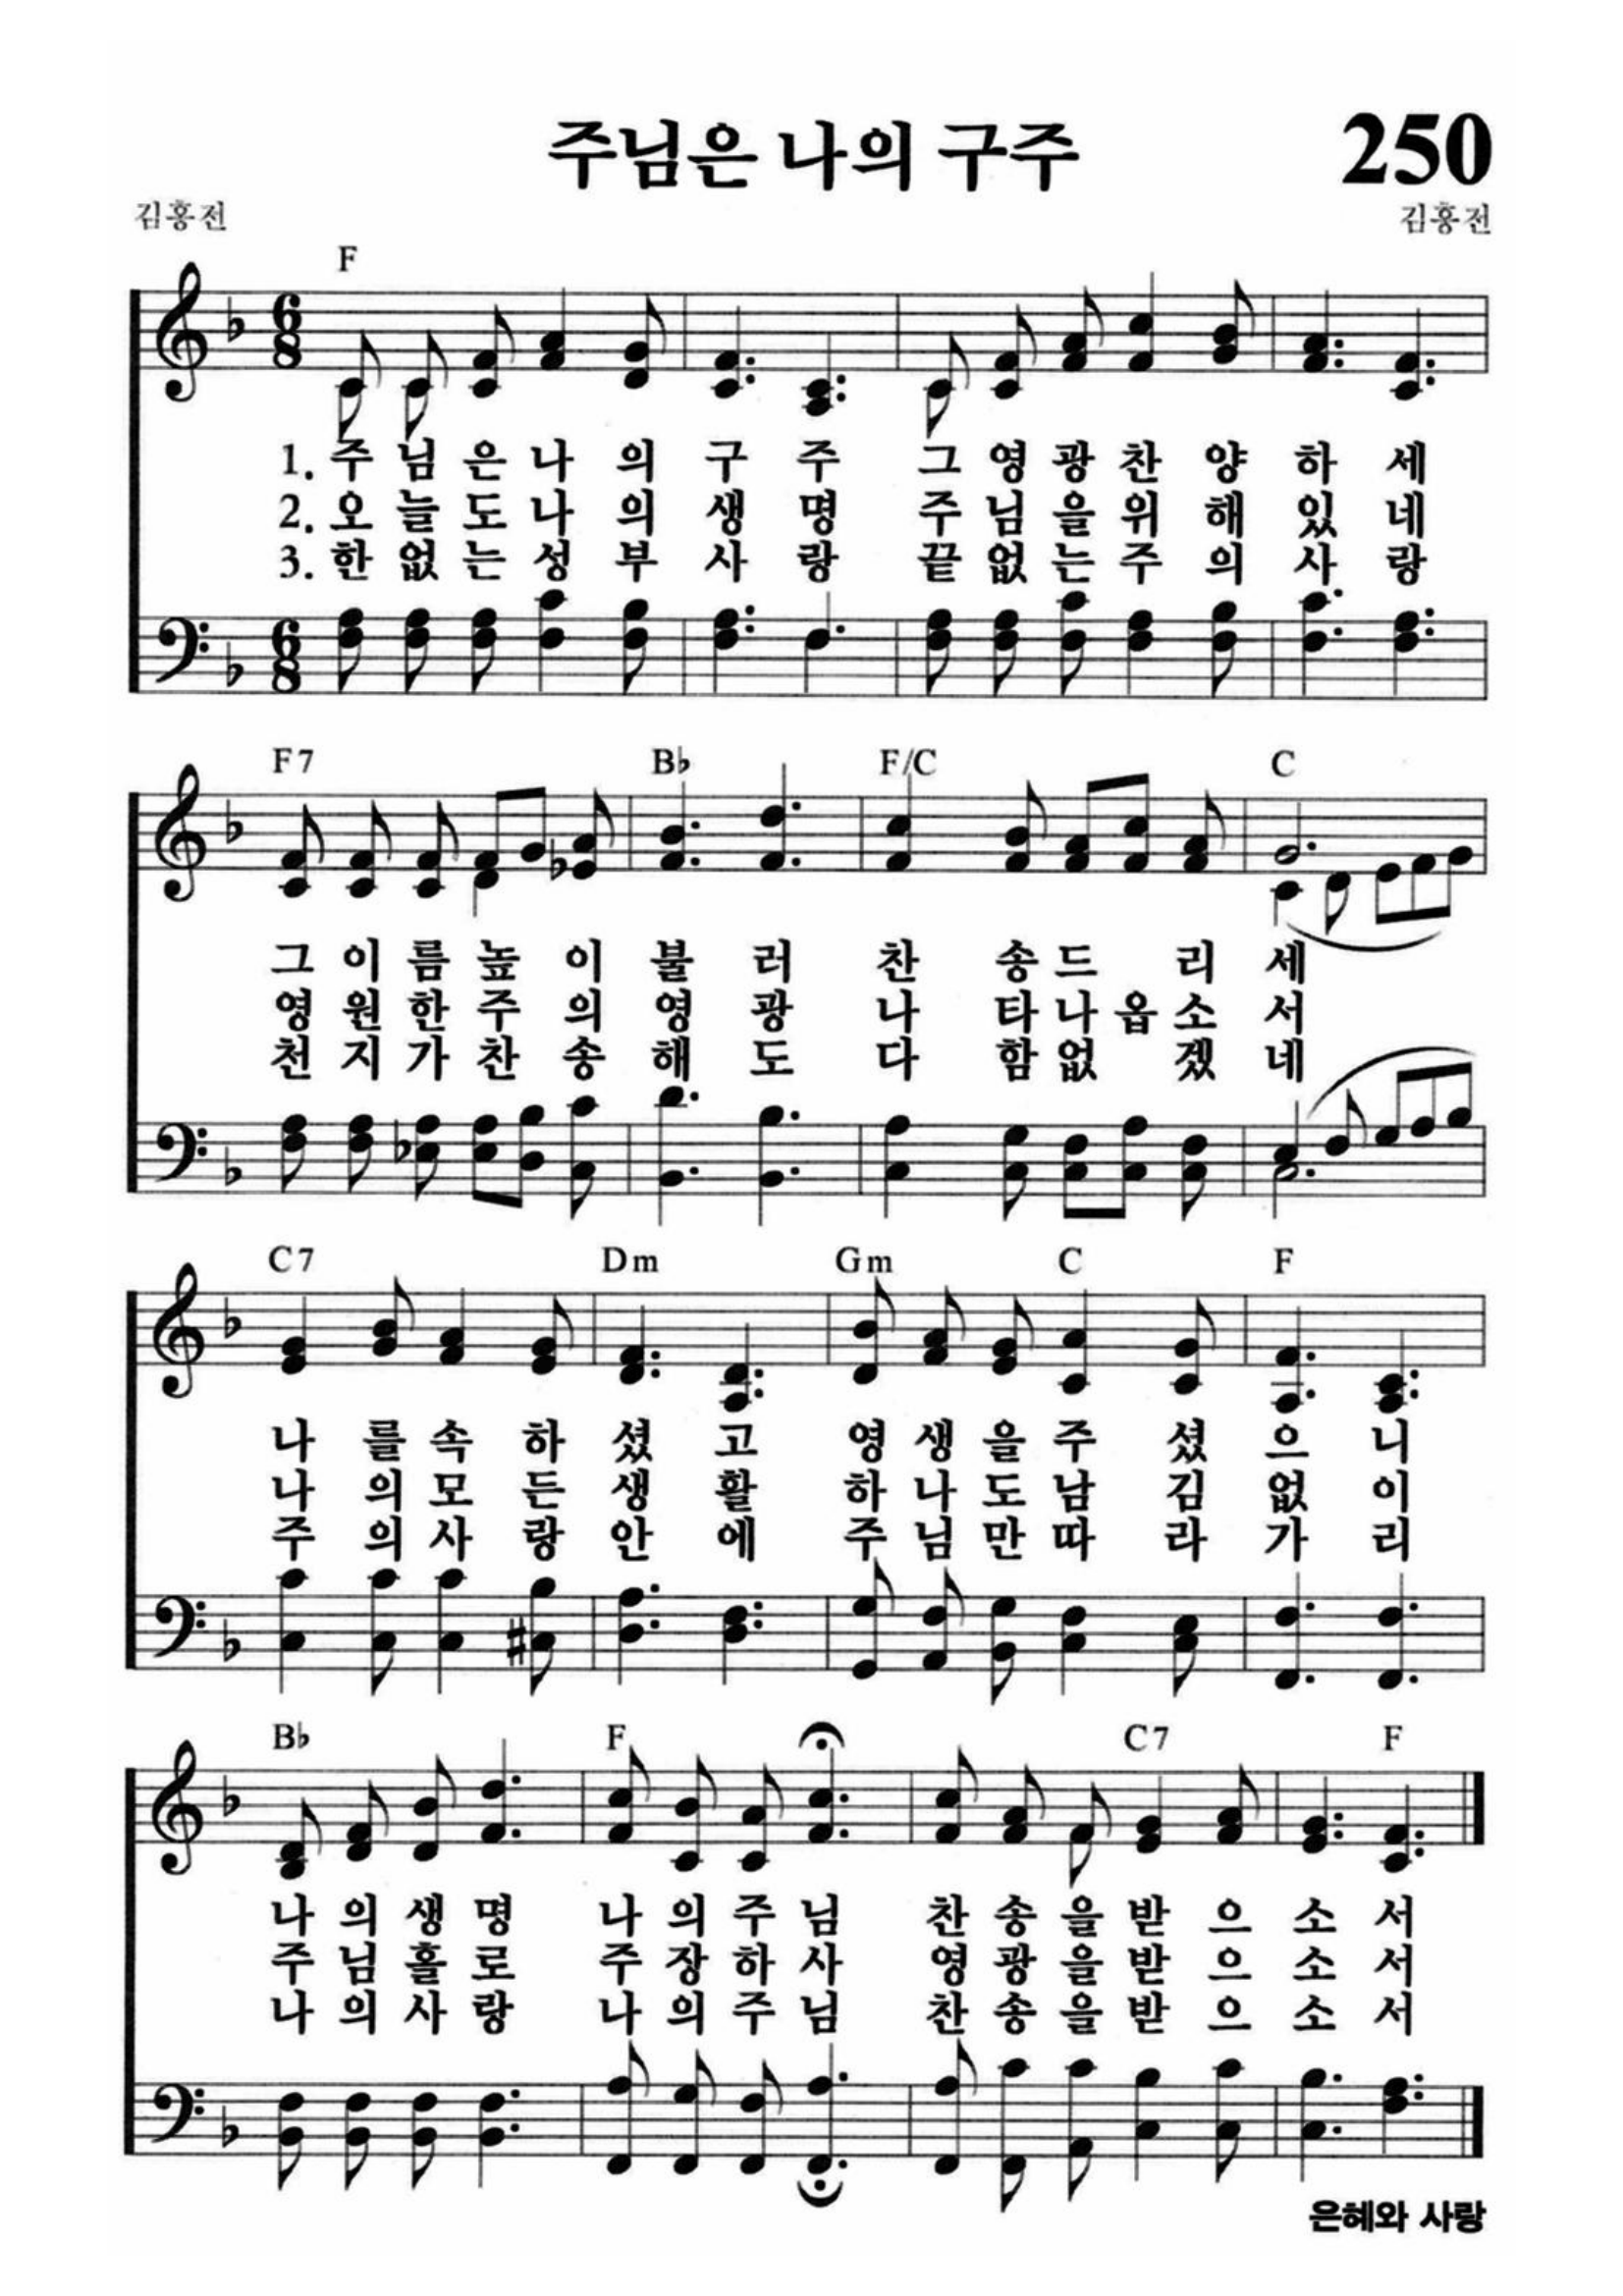 주님은 나의 구주
250
김홍전
김홍전
F
1. 주 님 은 나 의 구 주 그 영 광 찬 양 하 세
2. 오 늘 도 나 의 생 명 주 님 을 위 해 있 네
3. 한 없 는 성 부 사 랑 끝 없 는 주 의 사 랑
F7 B♭ F/C C
그 이 름 높 이 불 러 찬 송 드 리 세
영 원 한 주 의 영 광 나 타 나 옵 소 서
천 지 가 찬 송 해 도 다 함 없 겠 네
C7 Dm Gm C F
나 를 속 하 셨 고 영 생 을 주 셨 으 니
나 의 모 든 생 활 하 나 도 남 김 없 이
주 의 사 랑 안 에 주 님 만 따 라 가 리
B♭ F C7 F
나 의 생 명 나 의 주 님 찬 송 을 받 으 소 서
주 님 홀 로 주 장 하 사 영 광 을 받 으 소 서
나 의 사 랑 나 의 주 님 찬 송 을 받 으 소 서
은혜와 사랑